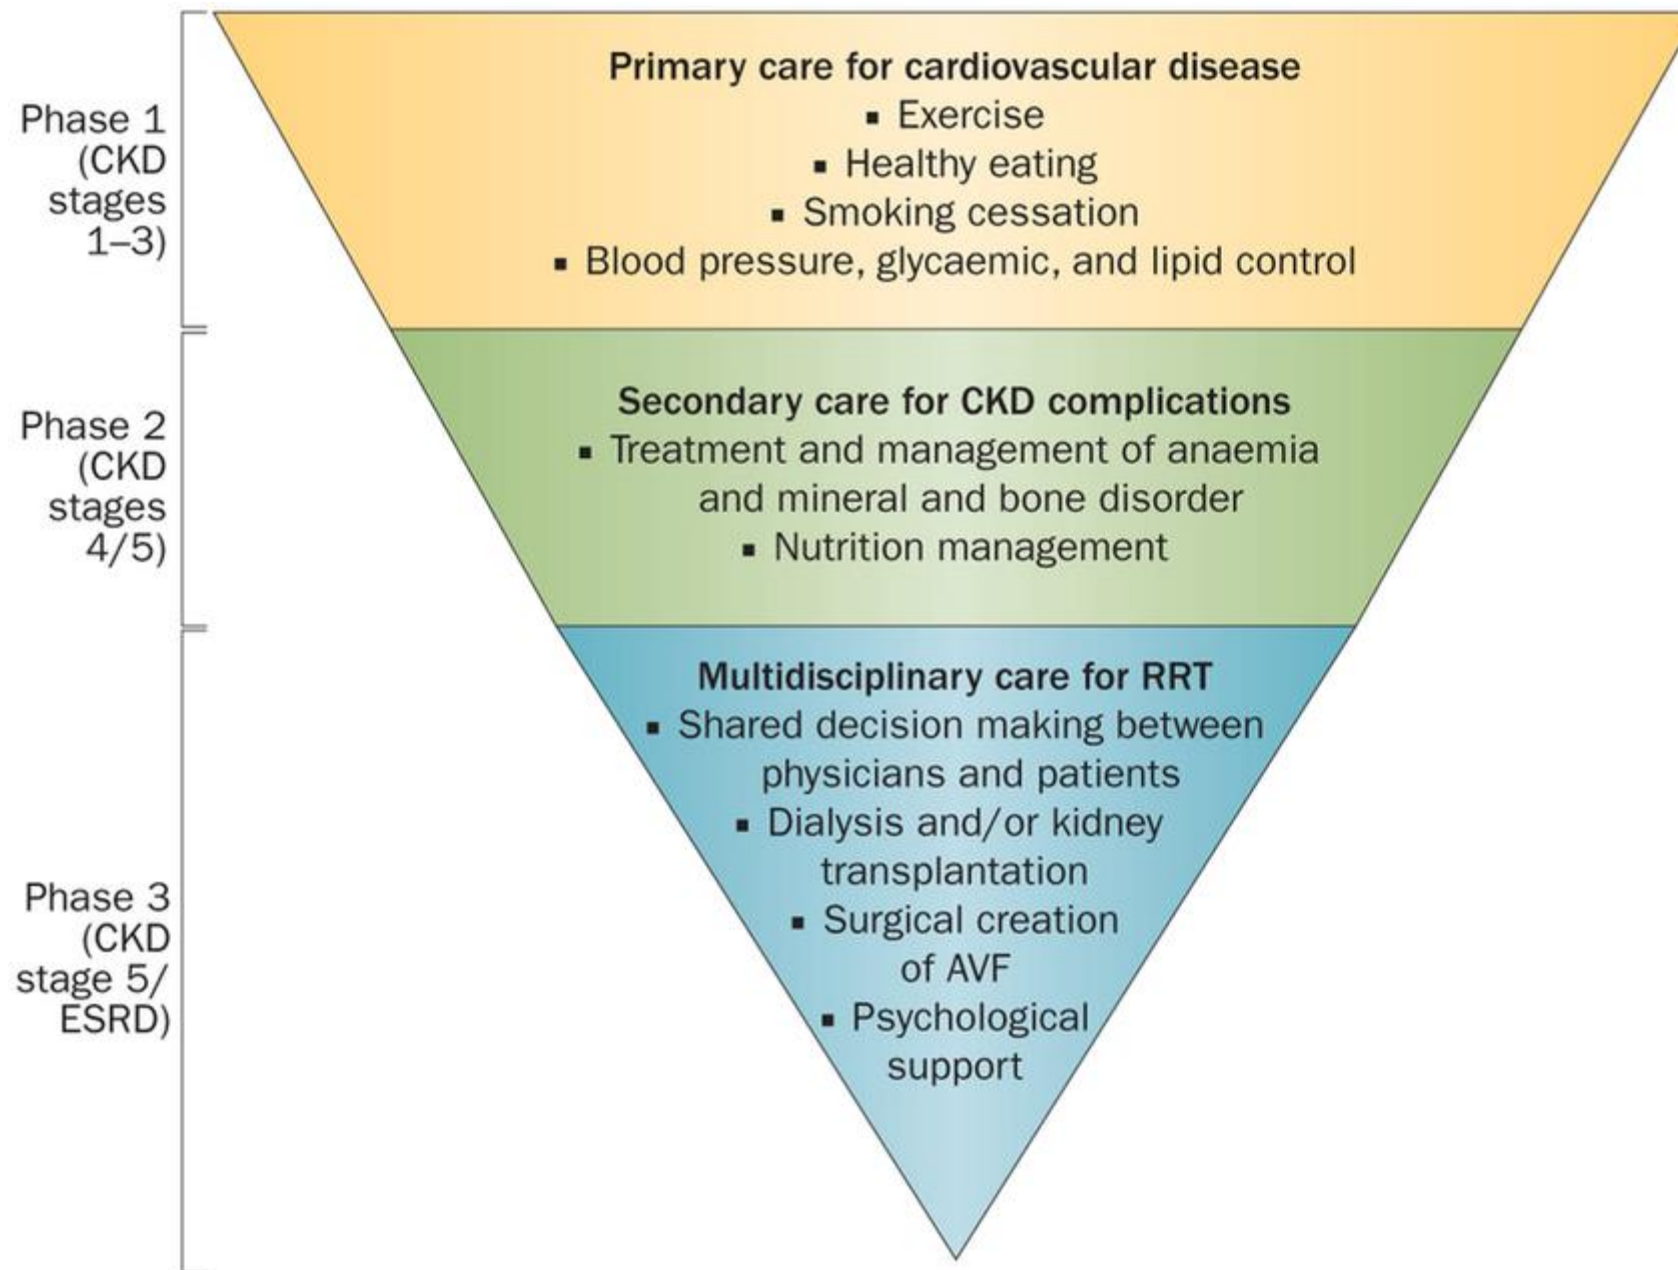 Phase 1
(CKD
stages
1–3)
Primary care for cardiovascular disease
▪ Exercise
▪ Healthy eating
▪ Smoking cessation
▪ Blood pressure, glycaemic, and lipid control
Phase 2
(CKD
stages
4/5)
Secondary care for CKD complications
▪ Treatment and management of anaemia
and mineral and bone disorder
▪ Nutrition management
Phase 3
(CKD
stage 5/
ESRD)
Multidisciplinary care for RRT
▪ Shared decision making between
physicians and patients
▪ Dialysis and/or kidney
transplantation
▪ Surgical creation
of AVF
▪ Psychological
support